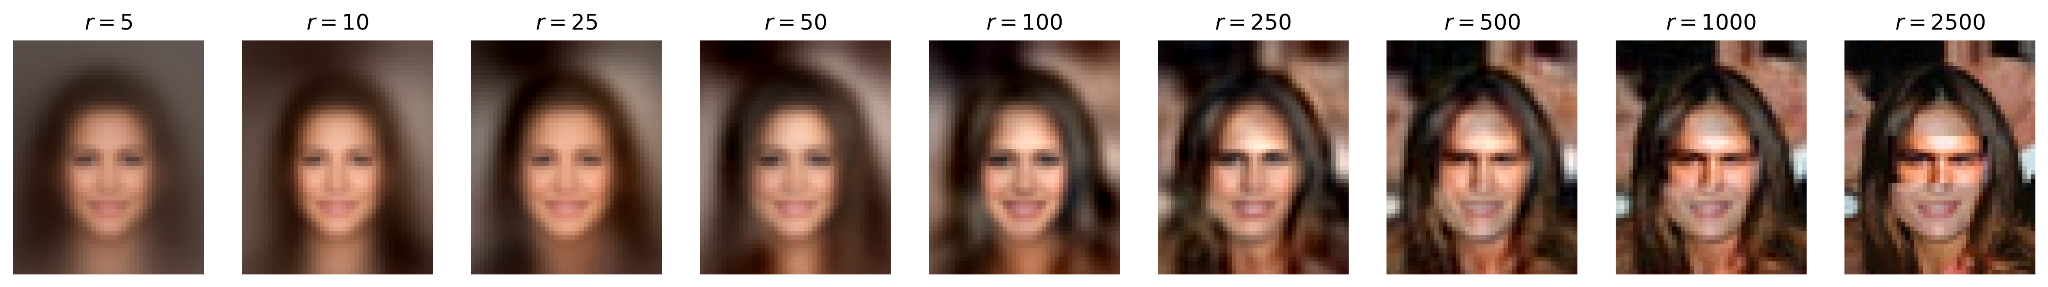 r = 5 r = 10 r = 25 r = 50 r = 100 r = 250 r = 500 r = 1000 r = 2500